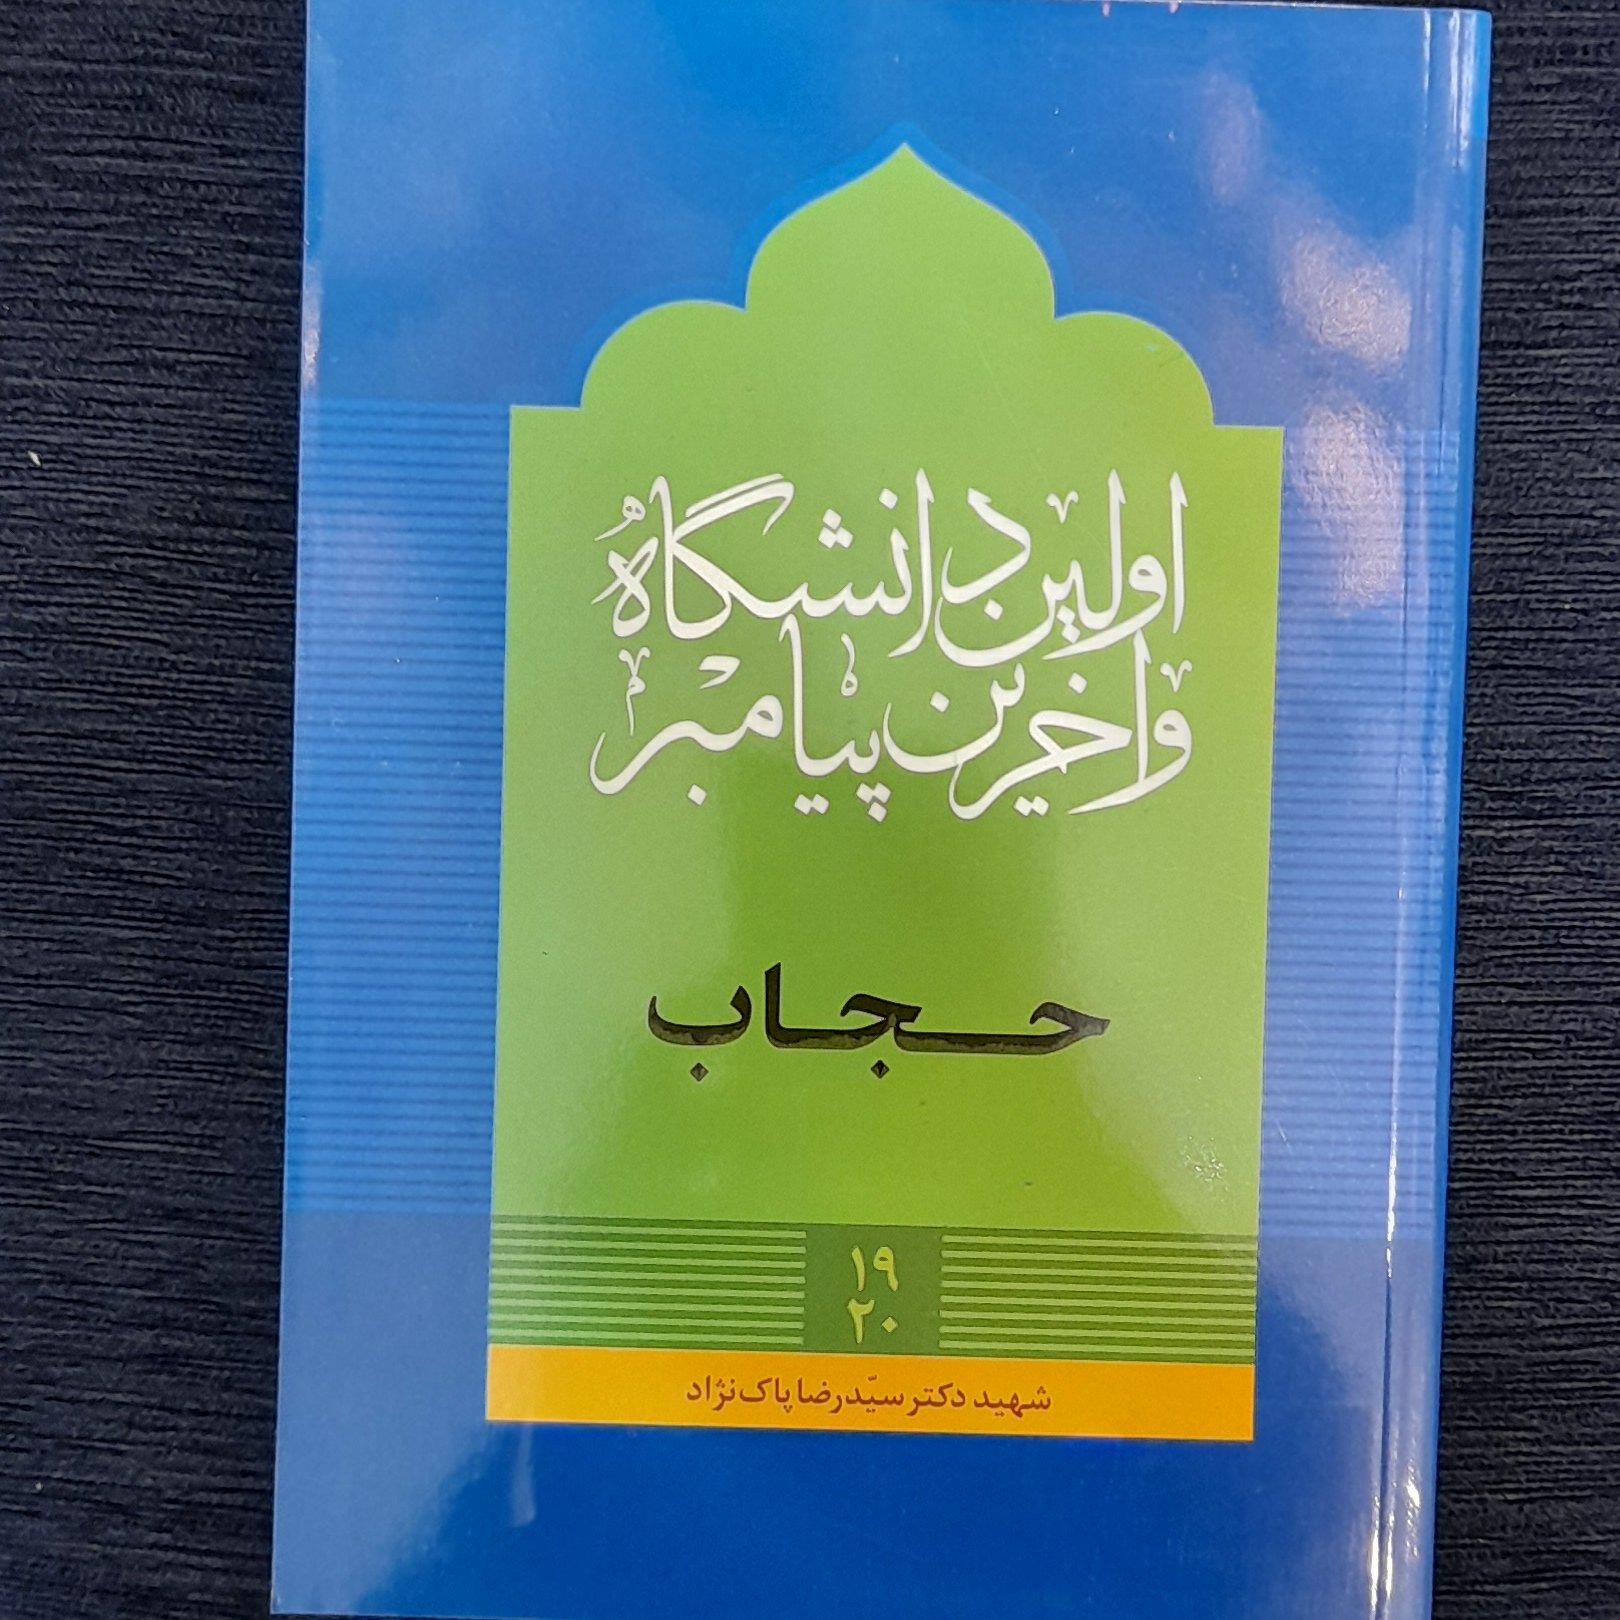 اولین دانشگاه
و آخرین پیامبر
حجاب
۱۹
۲۰
شهید دکتر سیّد رضا پاک‌نژاد